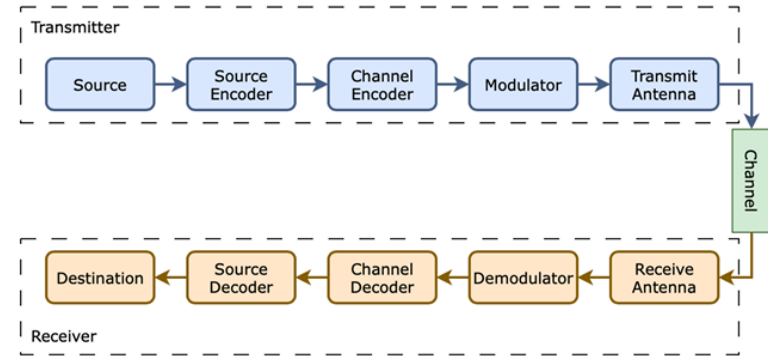 Transmitter
Source
Source
Encoder
Channel
Encoder
Modulator
Transmit
Antenna
Channel
Destination
Source
Decoder
Channel
Decoder
Demodulator
Receive
Antenna
Receiver